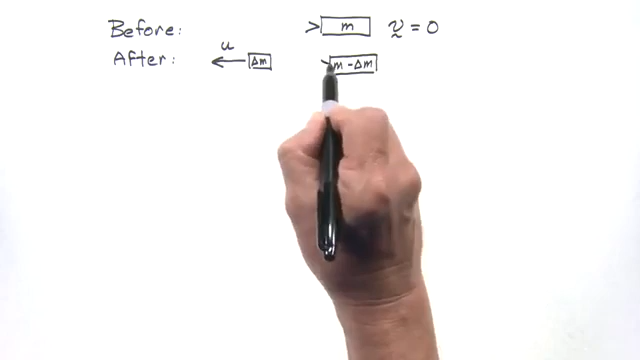 Before: m v = 0
After: u Δm m - Δm